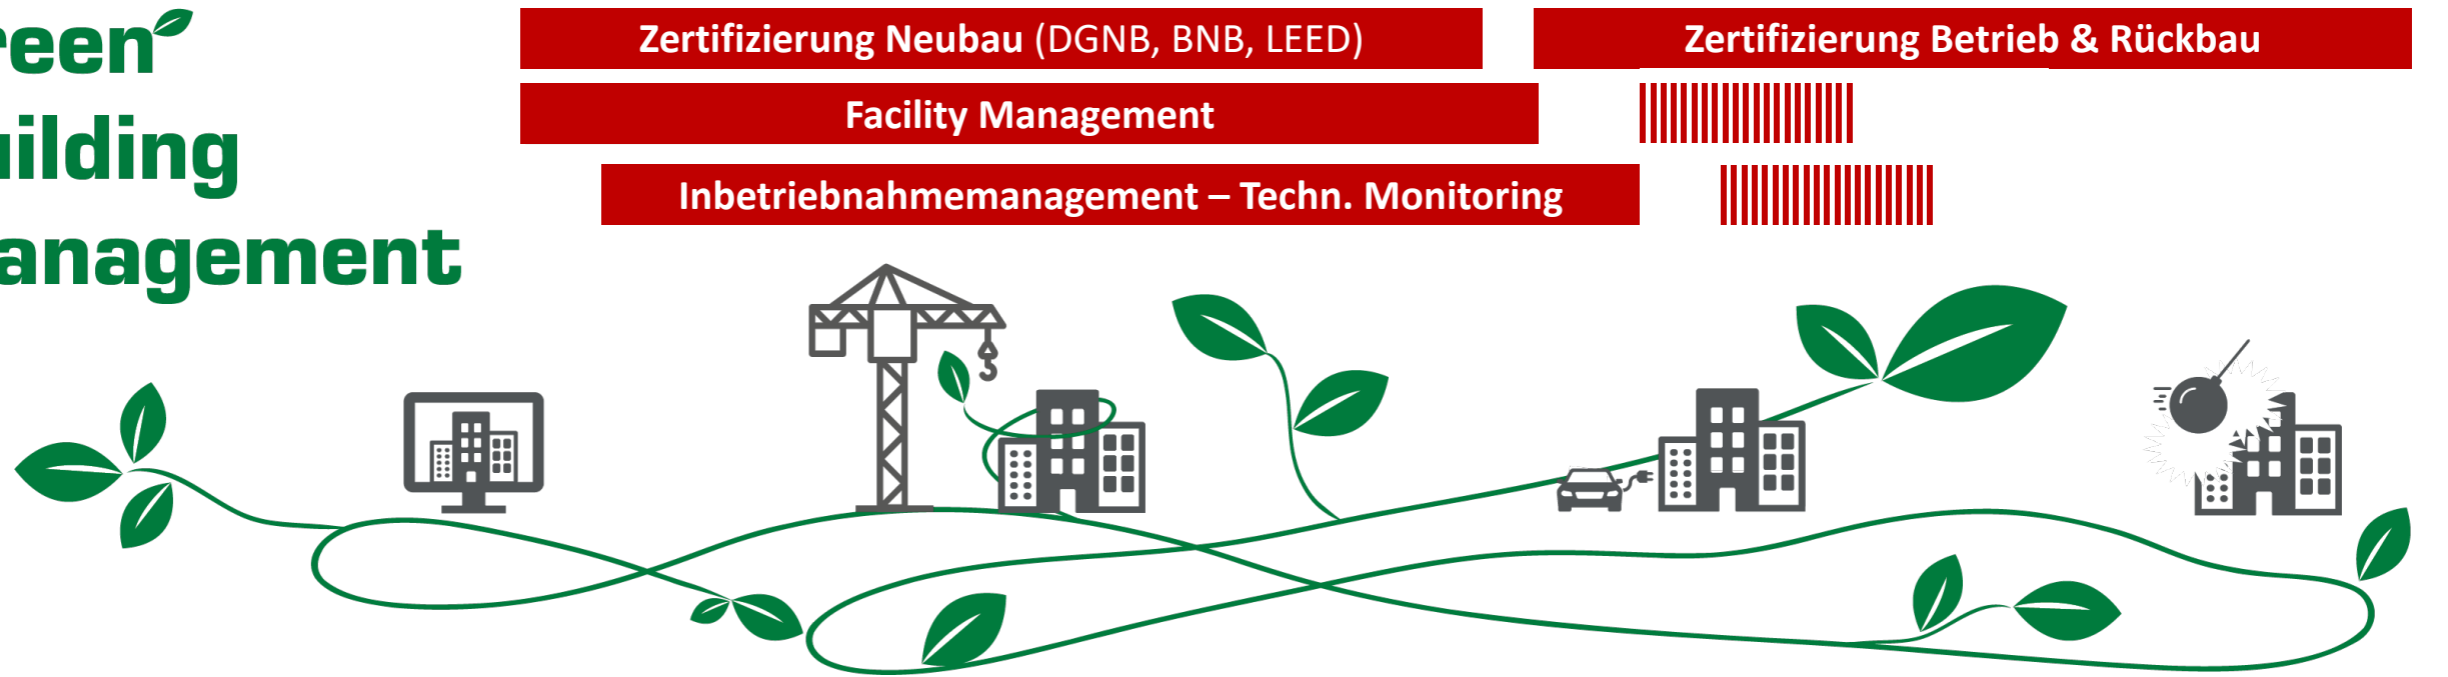 reen
uilding
anagement
Zertifizierung Neubau (DGNB, BNB, LEED)
Zertifizierung Betrieb & Rückbau
Facility Management
Inbetriebnahmemanagement – Techn. Monitoring